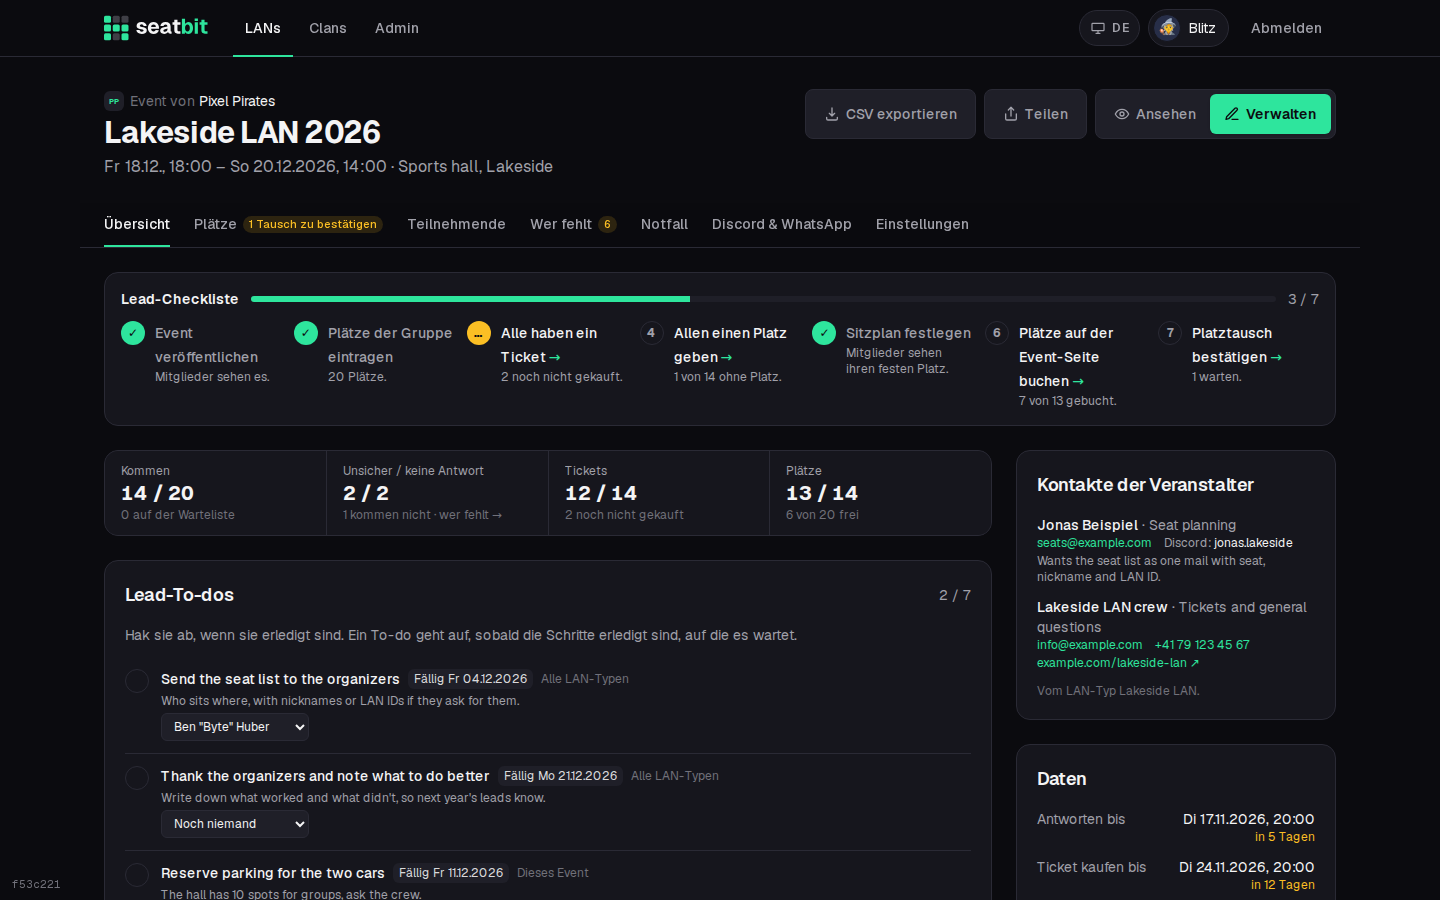 seatbit LANs Clans Admin DE Blitz Abmelden
PP Event von Pixel Pirates
Lakeside LAN 2026
Fr 18.12., 18:00 – So 20.12.2026, 14:00 · Sports hall, Lakeside
CSV exportieren Teilen Ansehen Verwalten
Übersicht Plätze 1 Tausch zu bestätigen Teilnehmende Wer fehlt 6 Notfall Discord & WhatsApp Einstellungen
Lead-Checkliste 3 / 7
✓ Event veröffentlichen
Mitglieder sehen es.
✓ Plätze der Gruppe eintragen
20 Plätze.
… Alle haben ein Ticket →
2 noch nicht gekauft.
4 Allen einen Platz geben →
1 von 14 ohne Platz.
✓ Sitzplan festlegen
Mitglieder sehen
ihren festen Platz.
6 Plätze auf der Event-Seite buchen →
7 von 13 gebucht.
7 Platztausch bestätigen →
1 warten.
Kommen
14 / 20
0 auf der Warteliste
Unsicher / keine Antwort
2 / 2
1 kommen nicht · wer fehlt →
Tickets
12 / 14
2 noch nicht gekauft
Plätze
13 / 14
6 von 20 frei
Lead-To-dos 2 / 7
Hak sie ab, wenn sie erledigt sind. Ein To-do geht auf, sobald die Schritte erledigt sind, auf die es wartet.
Send the seat list to the organizers Fällig Fr 04.12.2026 Alle LAN-Typen
Who sits where, with nicknames or LAN IDs if they ask for them.
Ben "Byte" Huber
Thank the organizers and note what to do better Fällig Mo 21.12.2026 Alle LAN-Typen
Write down what worked and what didn't, so next year's leads know.
Noch niemand
Reserve parking for the two cars Fällig Fr 11.12.2026 Dieses Event
The hall has 10 spots for groups, ask the crew.
Kontakte der Veranstalter
Jonas Beispiel · Seat planning
seats@example.com Discord: jonas.lakeside
Wants the seat list as one mail with seat,
nickname and LAN ID.
Lakeside LAN crew · Tickets and general
questions
info@example.com +41 79 123 45 67
example.com/lakeside-lan ↗
Vom LAN-Typ Lakeside LAN.
Daten
Antworten bis Di 17.11.2026, 20:00
in 5 Tagen
Ticket kaufen bis Di 24.11.2026, 20:00
in 12 Tagen
f53c221